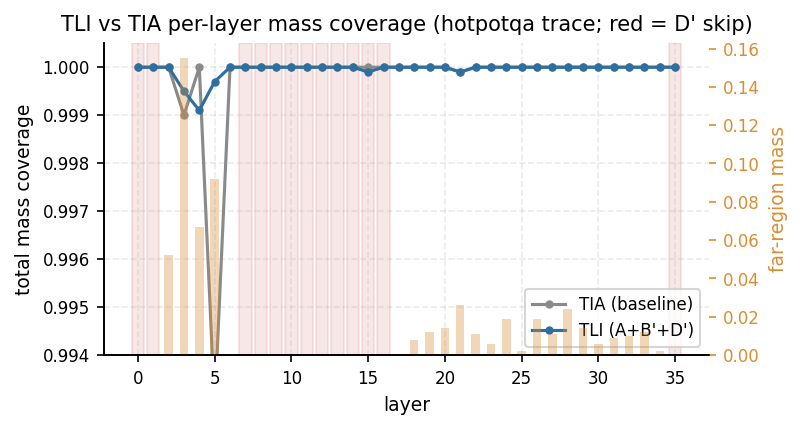 TLI vs TIA per-layer mass coverage (hotpotqa trace; red = D' skip)
total mass coverage
1.000
0.999
0.998
0.997
0.996
0.995
0.994
0.16
0.14
0.12
0.10
0.08
0.06
0.04
0.02
0.00
far-region mass
TIA (baseline)
TLI (A+B'+D')
0 5 10 15 20 25 30 35
layer